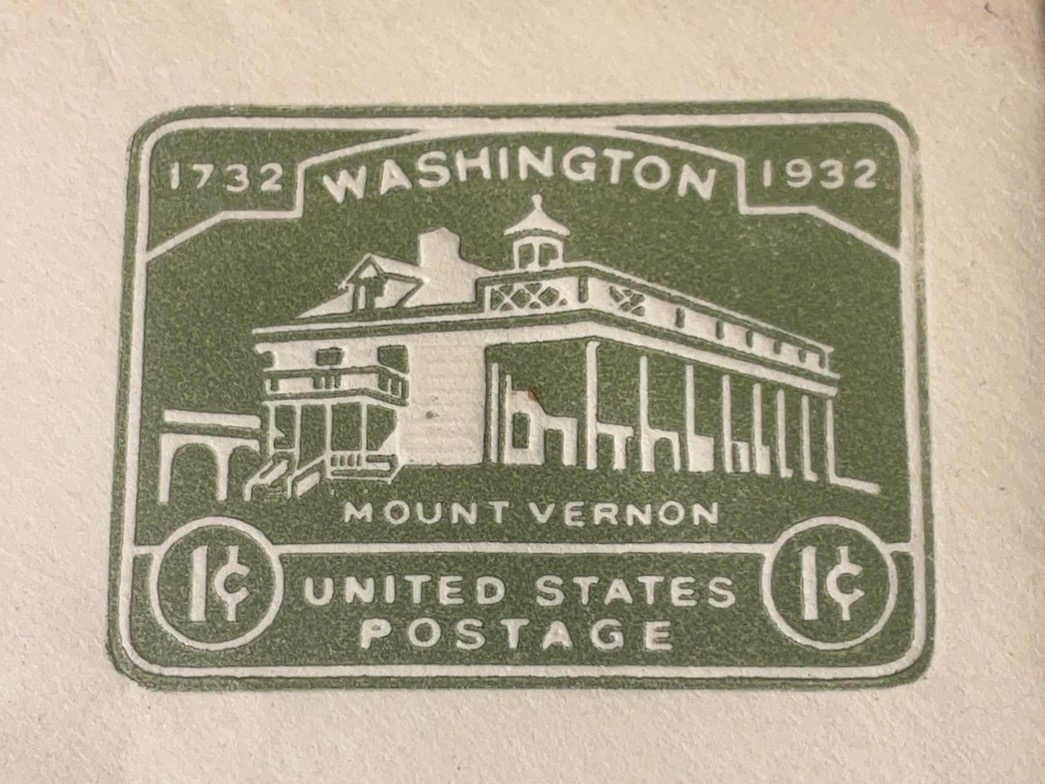 1732 WASHINGTON 1932
MOUNT VERNON
1¢ UNITED STATES 1¢
POSTAGE